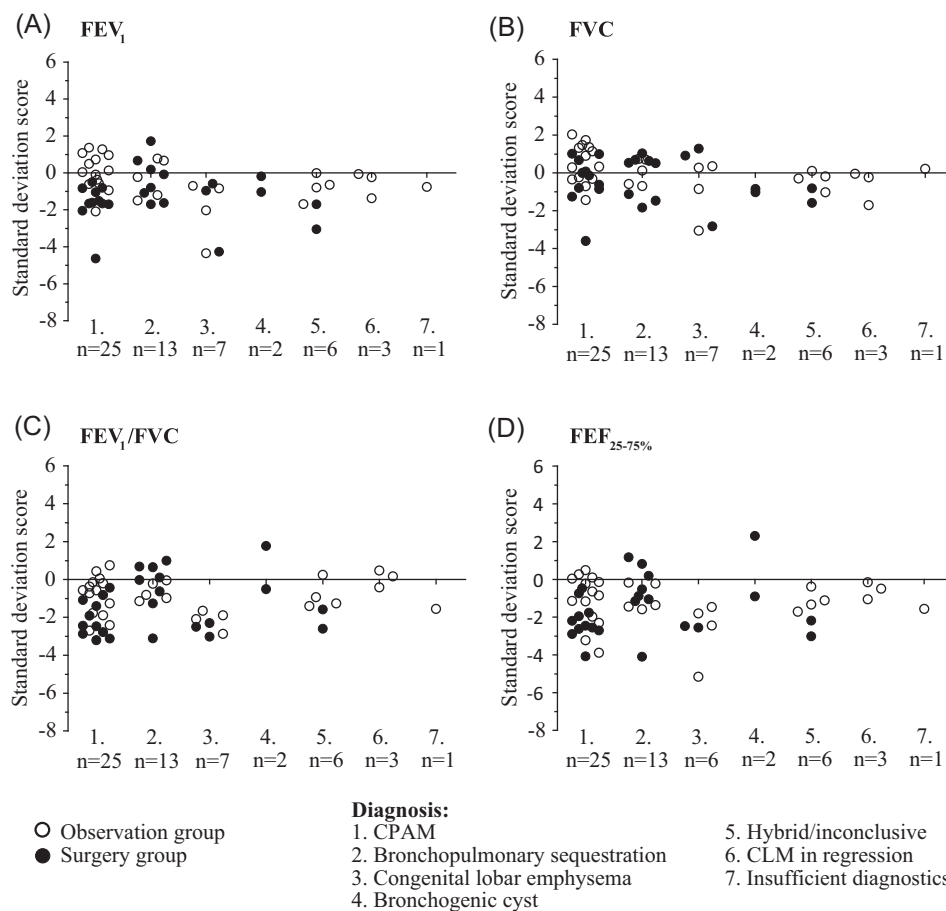 (A) FEV1
Standard deviation score
6
4
2
0
-2
-4
-6
-8
1. 2. 3. 4. 5. 6. 7.
n=25 n=13 n=7 n=2 n=6 n=3 n=1
(B) FVC
Standard deviation score
6
4
2
0
-2
-4
-6
-8
1. 2. 3. 4. 5. 6. 7.
n=25 n=13 n=7 n=2 n=6 n=3 n=1
(C) FEV1/FVC
Standard deviation score
6
4
2
0
-2
-4
-6
-8
1. 2. 3. 4. 5. 6. 7.
n=25 n=13 n=7 n=2 n=6 n=3 n=1
(D) FEF25-75%
Standard deviation score
6
4
2
0
-2
-4
-6
-8
1. 2. 3. 4. 5. 6. 7.
n=25 n=13 n=6 n=2 n=6 n=3 n=1
Observation group
Surgery group
Diagnosis:
1. CPAM
2. Bronchopulmonary sequestration
3. Congenital lobar emphysema
4. Bronchogenic cyst
5. Hybrid/inconclusive
6. CLM in regression
7. Insufficient diagnostics